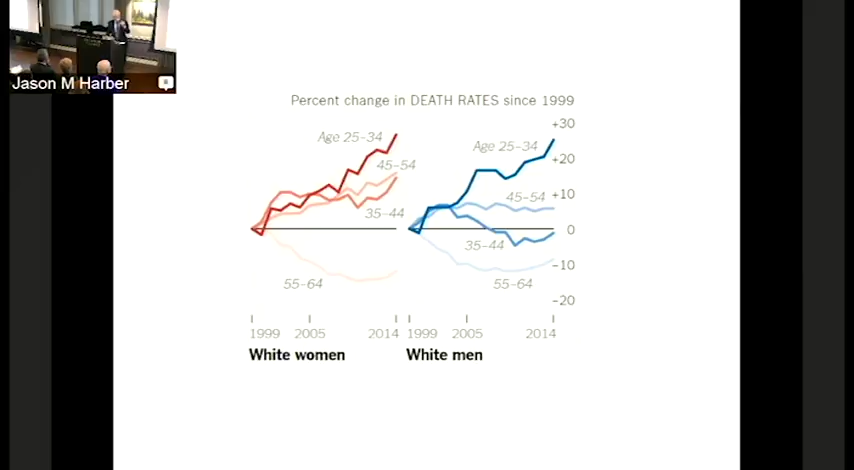 Jason M Harber
Percent change in DEATH RATES since 1999
+30
Age 25–34
45–54
35–44
55–64
1999 2005 2014
White women
Age 25–34
+20
45–54
+10
0
35–44
−10
55–64
−20
1999 2005 2014
White men